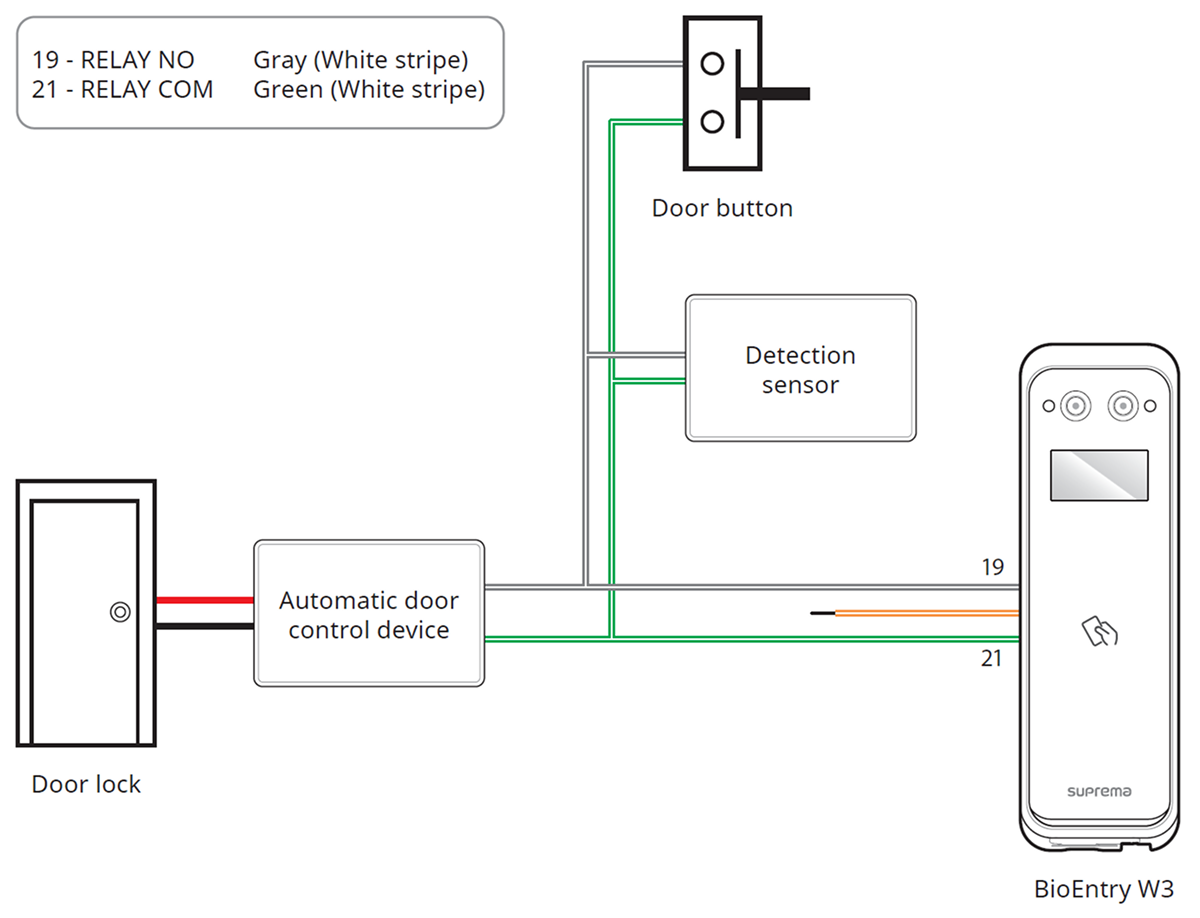 19 - RELAY NO Gray (White stripe)
21 - RELAY COM Green (White stripe)
Door button
Detection
sensor
19
Automatic door
control device
21
Door lock
suprema
BioEntry W3